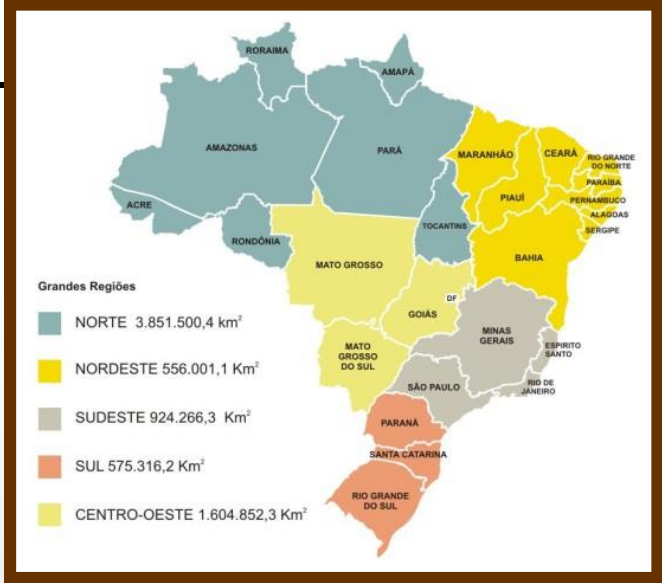 RORAIMA
AMAPÁ
AMAZONAS
PARÁ
MARANHÃO
CEARÁ
RIO GRANDE
DO NORTE
PARAÍBA
PIAUÍ
PERNAMBUCO
ALAGOAS
SERGIPE
ACRE
RONDÔNIA
TOCANTINS
BAHIA
MATO GROSSO
DF
GOIÁS
MINAS
GERAIS
ESPIRITO
SANTO
MATO
GROSSO
DO SUL
SÃO PAULO
RIO DE
JANEIRO
PARANÁ
SANTA CATARINA
RIO GRANDE
DO SUL
Grandes Regiões
NORTE 3.851.500,4 km²
NORDESTE 556.001,1 Km²
SUDESTE 924.266,3 Km²
SUL 575.316,2 Km²
CENTRO-OESTE 1.604.852,3 Km²